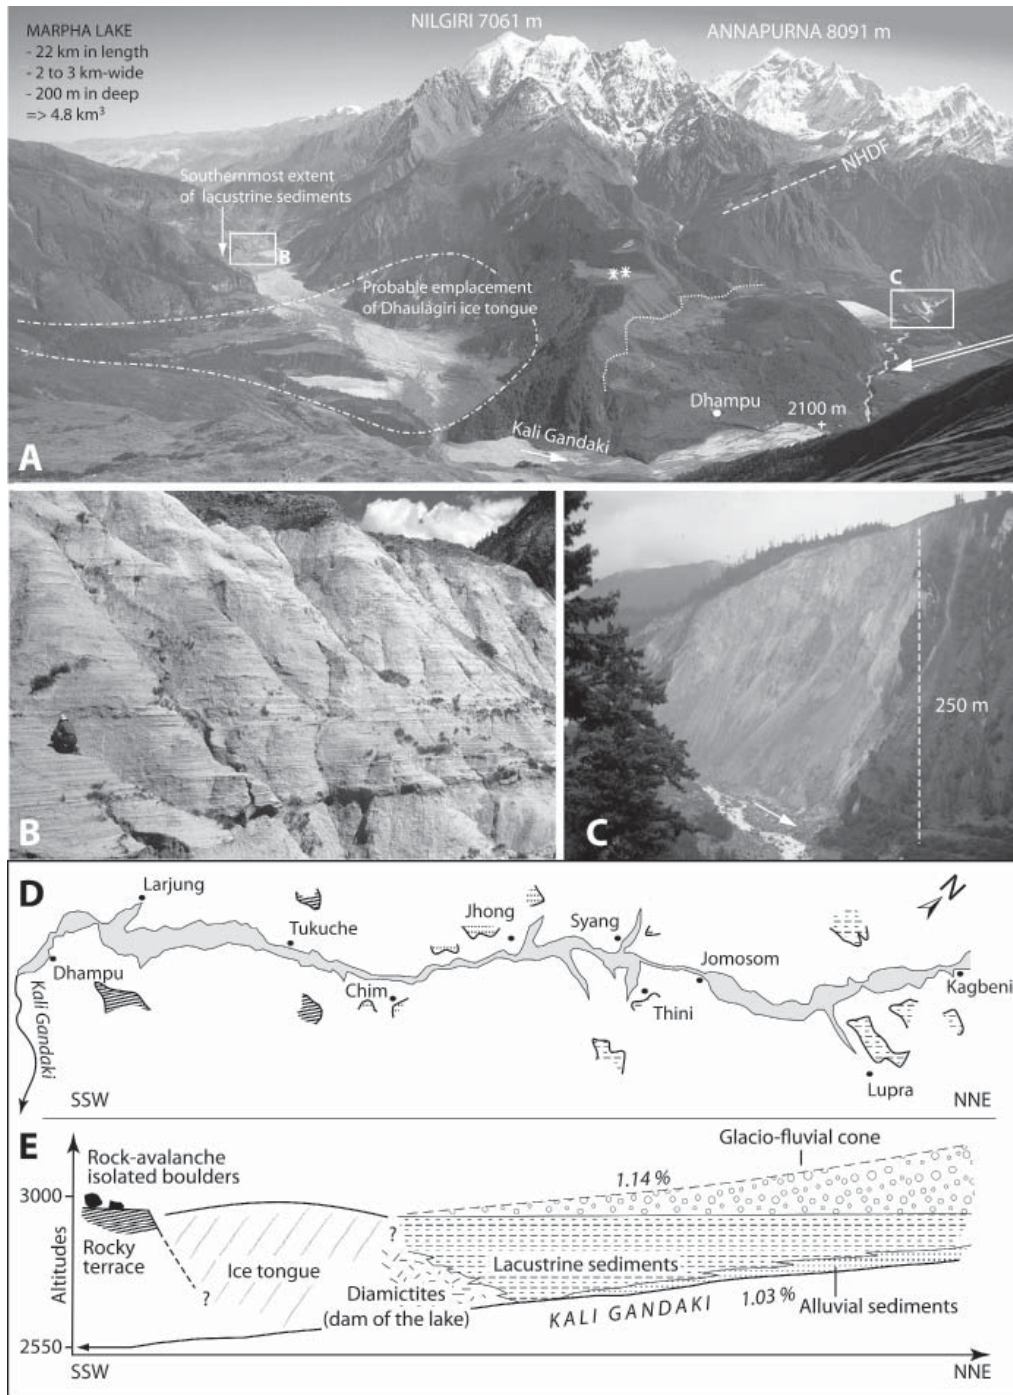 MARPHA LAKE
- 22 km in length
- 2 to 3 km-wide
- 200 m in deep
=> 4.8 km³
NILGIRI 7061 m
ANNAPURNA 8091 m
NHDF
Southernmost extent
of lacustrine sediments
B
C
**
Probable emplacement
of Dhaulagiri ice tongue
Dhampu
2100 m
+
Kali Gandaki
A
B
250 m
C
D
N
Larjung
Tukuche
Jhong
Syang
Jomosom
Dhampu
Chim
Thini
Kagbeni
Kali Gandaki
Lupra
SSW
NNE
E
Glacio-fluvial cone
Rock-avalanche
isolated boulders
1.14 %
3000
?
Altitudes
Rocky
terrace
Ice tongue
Lacustrine sediments
?
Diamictites
(dam of the lake)
KALI GANDAKI
1.03 %
Alluvial sediments
2550
SSW
NNE